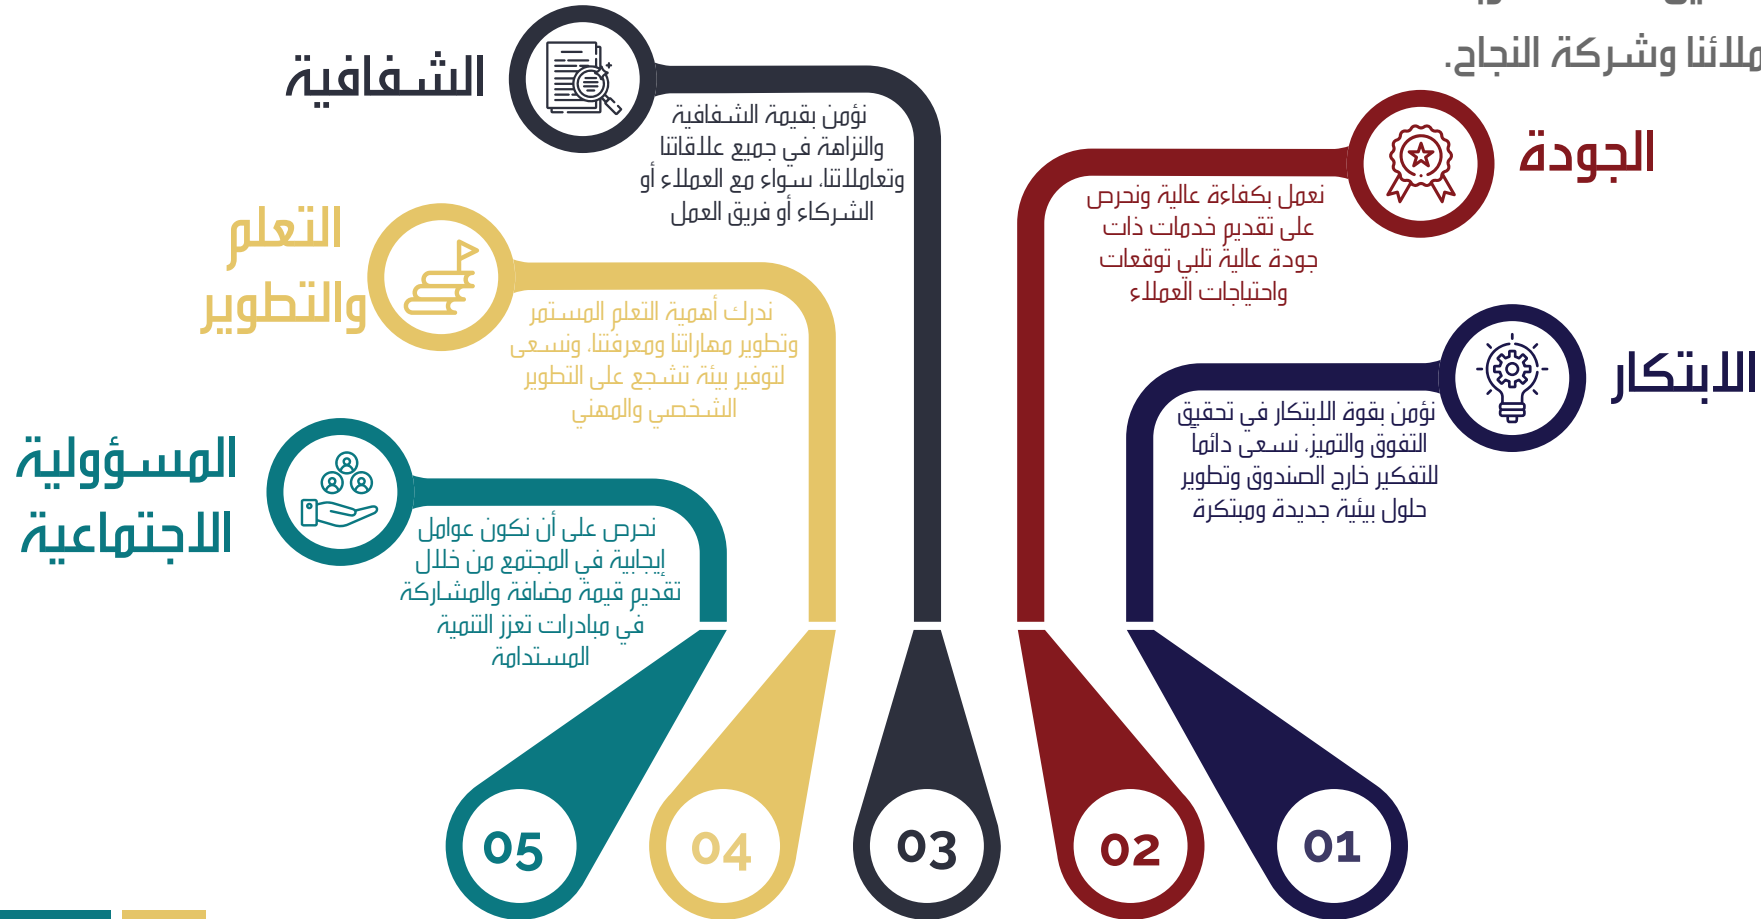 ملائنا وشركة النجاح.
الجودة
نعمل بكفاءة عالية ونحرص
على تقديم خدمات ذات
جودة عالية تلبي توقعات
واحتياجات العملاء
الابتكار
نؤمن بقوة الابتكار في تحقيق
التفوق والتميز، نسعى دائماً
للتفكير خارج الصندوق وتطوير
حلول بيئية جديدة ومبتكرة
الشفافية
نؤمن بقيمة الشفافية
والنزاهة في جميع علاقاتنا
وتعاملاتنا، سواء مع العملاء أو
الشركاء أو فريق العمل
التعلم
والتطوير
ندرك أهمية التعلم المستمر
وتطوير مهاراتنا ومعرفتنا، ونسعى
لتوفير بيئة تشجع على التطوير
الشخصي والمهني
المسؤولية
الاجتماعية
نحرص على أن نكون عوامل
إيجابية في المجتمع من خلال
تقديم قيمة مضافة والمشاركة
في مبادرات تعزز التنمية
المستدامة
01
02
03
04
05